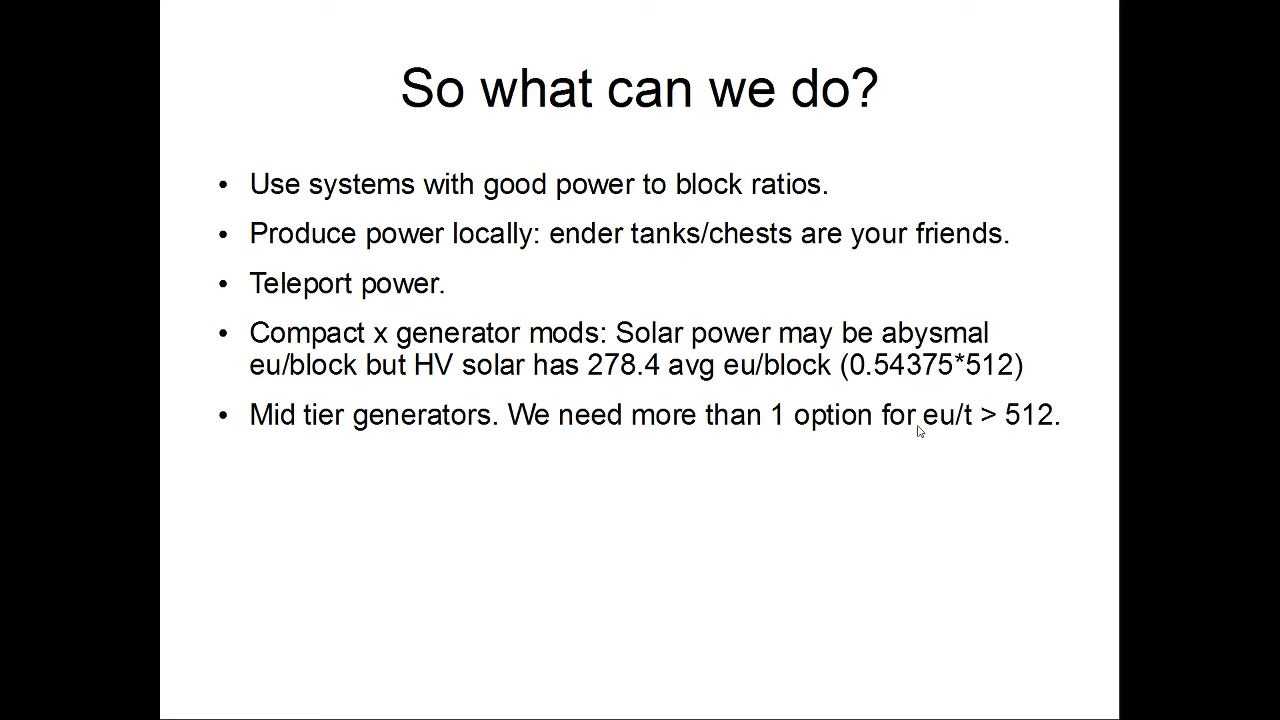 So what can we do?
• Use systems with good power to block ratios.
• Produce power locally: ender tanks/chests are your friends.
• Teleport power.
• Compact x generator mods: Solar power may be abysmal
eu/block but HV solar has 278.4 avg eu/block (0.54375*512)
• Mid tier generators. We need more than 1 option for eu/t > 512.